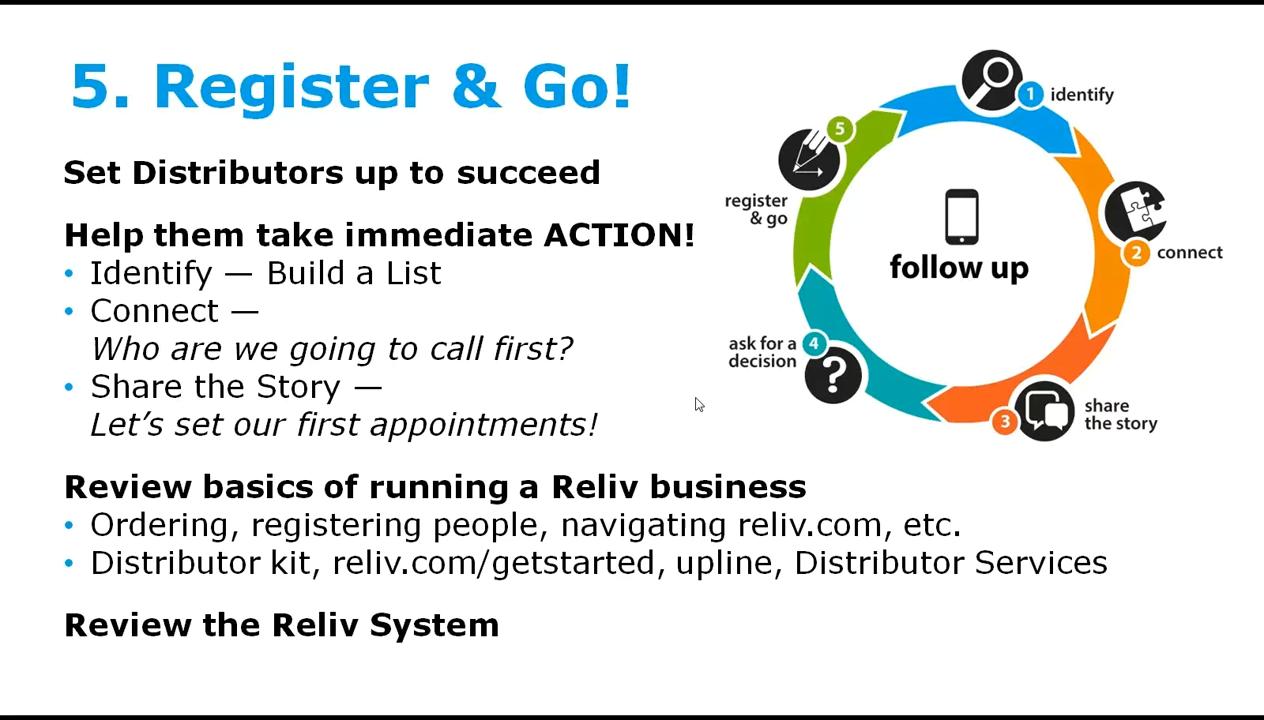 5. Register & Go!
Set Distributors up to succeed
Help them take immediate ACTION!
• Identify — Build a List
• Connect —
Who are we going to call first?
• Share the Story —
Let’s set our first appointments!
Review basics of running a Reliv business
• Ordering, registering people, navigating reliv.com, etc.
• Distributor kit, reliv.com/getstarted, upline, Distributor Services
Review the Reliv System
1
identify
2
connect
3
share
the story
4
ask for a
decision
5
register
& go
follow up